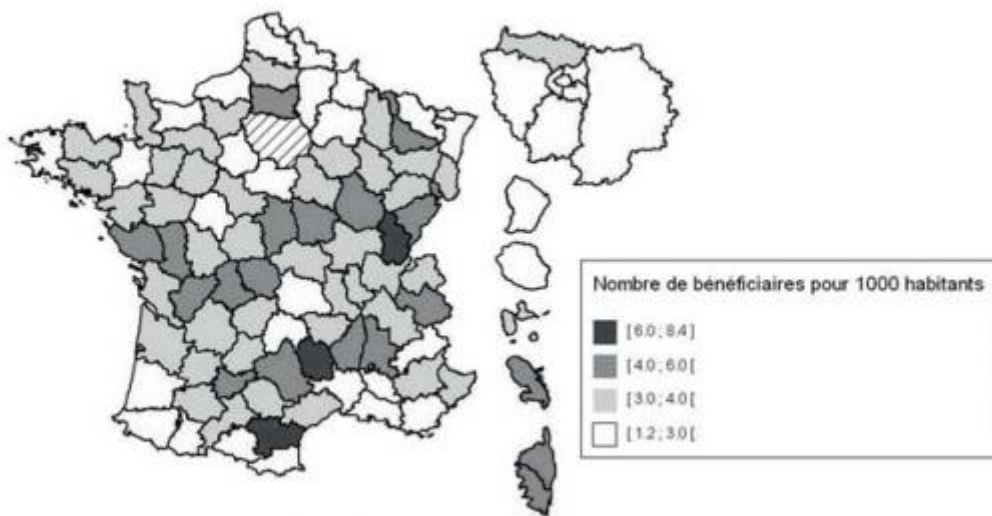 Nombre de bénéficiaires pour 1000 habitants
[6.0 ; 8.4]
[4.0 ; 6.0[
[3.0 ; 4.0[
[1.2 ; 3.0[